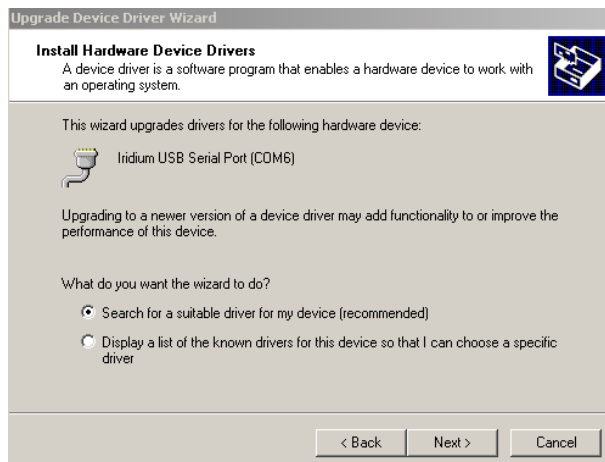 Upgrade Device Driver Wizard
Install Hardware Device Drivers
A device driver is a software program that enables a hardware device to work with
an operating system.
This wizard upgrades drivers for the following hardware device:
Iridium USB Serial Port (COM6)
Upgrading to a newer version of a device driver may add functionality to or improve the
performance of this device.
What do you want the wizard to do?
Search for a suitable driver for my device (recommended)
Display a list of the known drivers for this device so that I can choose a specific
driver
< Back Next > Cancel